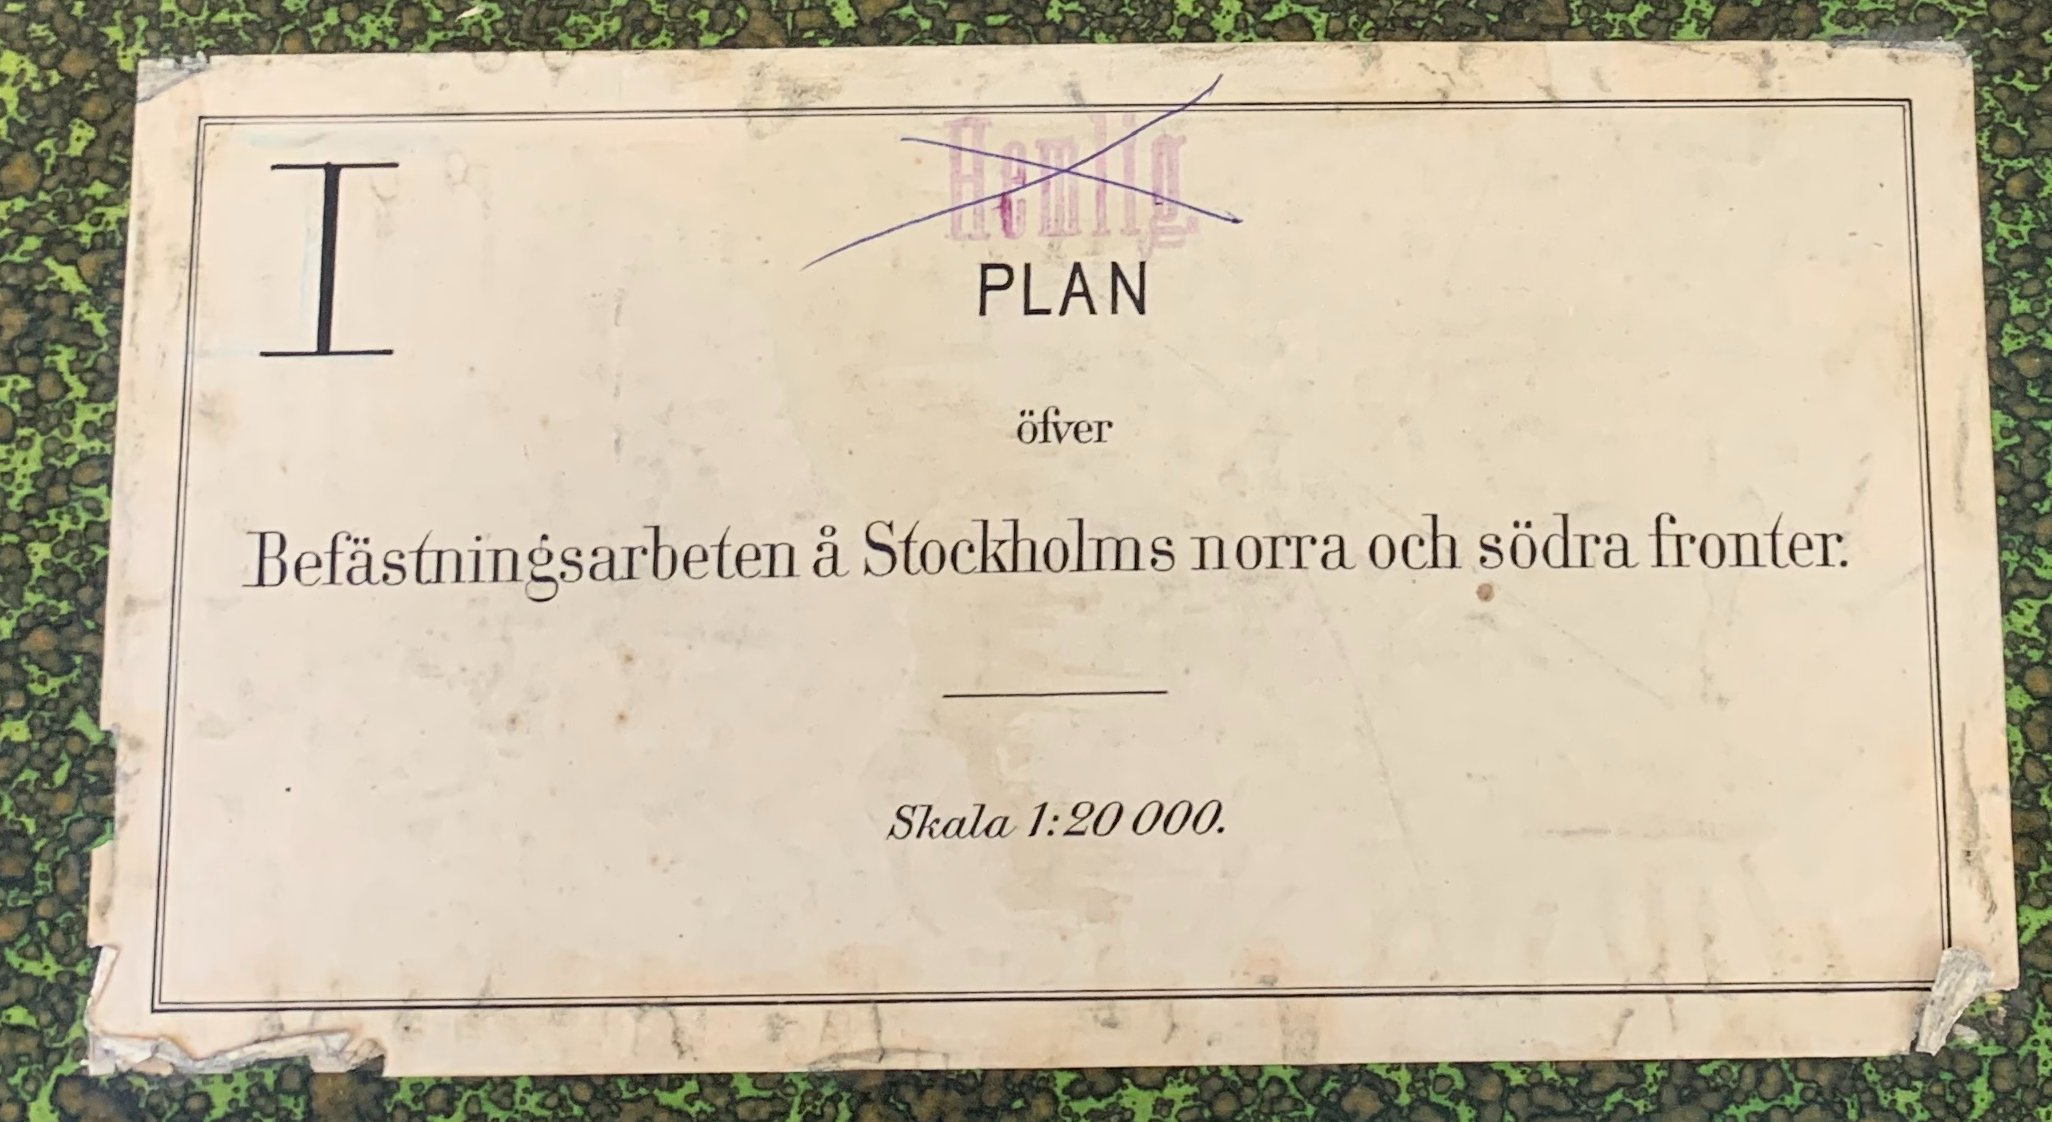 I
Hemlig.
PLAN
öfver
Befästningsarbeten å Stockholms norra och södra fronter.
Skala 1:20 000.